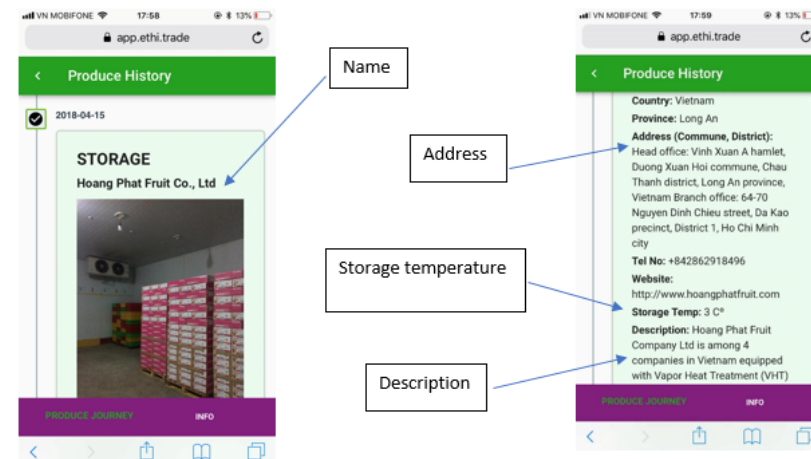 VN MOBIFONE 17:58 13%
app.ethi.trade
Produce History
2018-04-15
STORAGE
Hoang Phat Fruit Co., Ltd
PRODUCE JOURNEY INFO
Name
Address
Storage temperature
Description
VN MOBIFONE 17:59 13%
app.ethi.trade
Produce History
Country: Vietnam
Province: Long An
Address (Commune, District):
Head office: Vinh Xuan A hamlet,
Duong Xuan Hoi commune, Chau
Thanh district, Long An province,
Vietnam Branch office: 64-70
Nguyen Dinh Chieu street, Da Kao
precinct, District 1, Ho Chi Minh
city
Tel No: +842862918496
Website:
http://www.hoangphatfruit.com
Storage Temp: 3 Cº
Description: Hoang Phat Fruit
Company Ltd is among 4
companies in Vietnam equipped
with Vapor Heat Treatment (VHT)
PRODUCE JOURNEY INFO